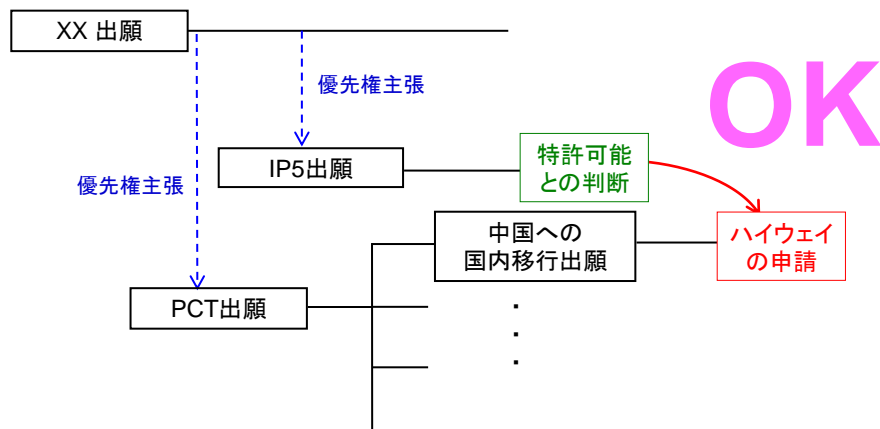 XX 出願
OK
優先権主張
IP5出願
特許可能
との判断
優先権主張
中国への
国内移行出願
ハイウェイ
の申請
PCT出願